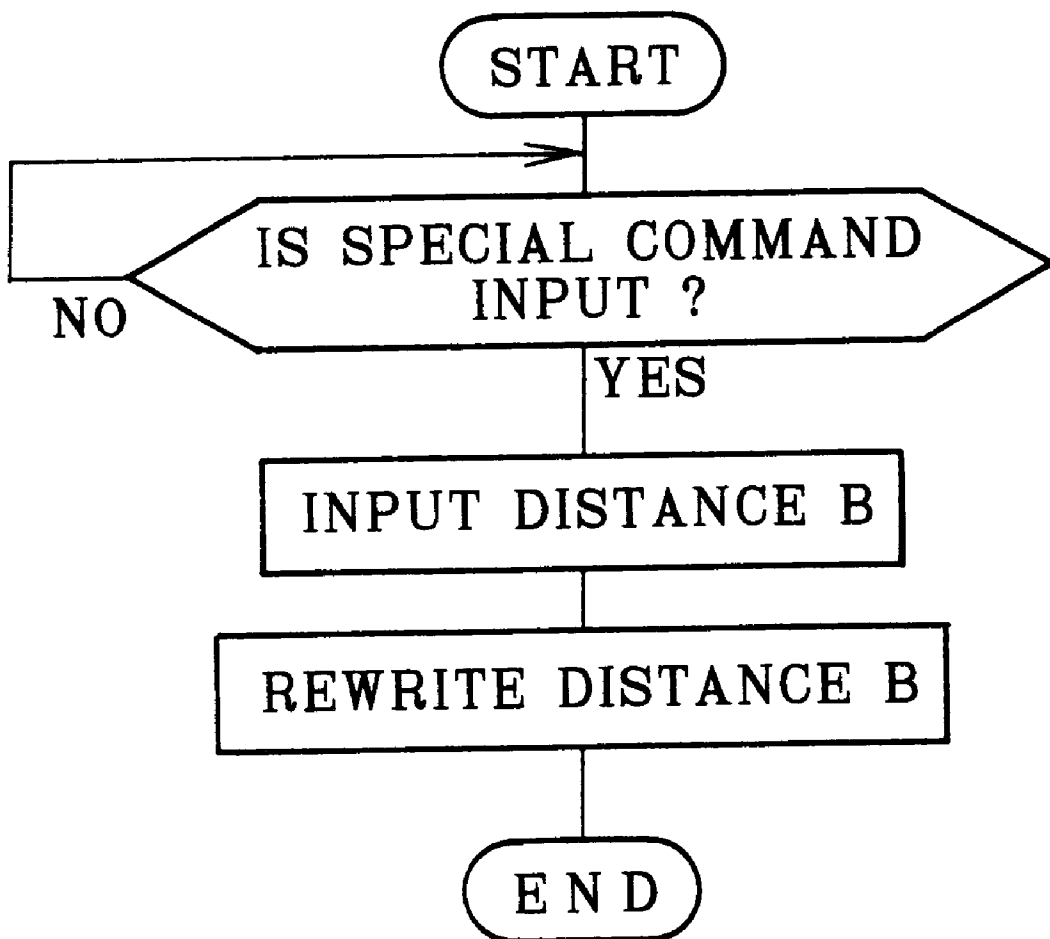 START
IS SPECIAL COMMAND
INPUT ?
NO
YES
INPUT DISTANCE B
REWRITE DISTANCE B
END